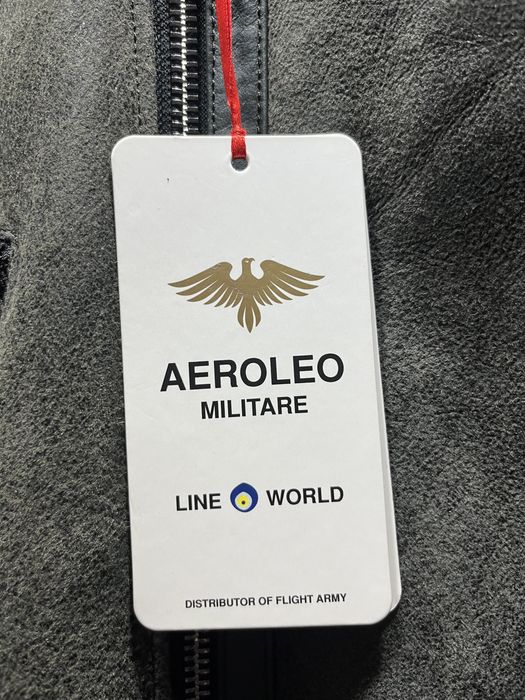 AEROLEO
MILITARE
LINE WORLD
DISTRIBUTOR OF FLIGHT ARMY